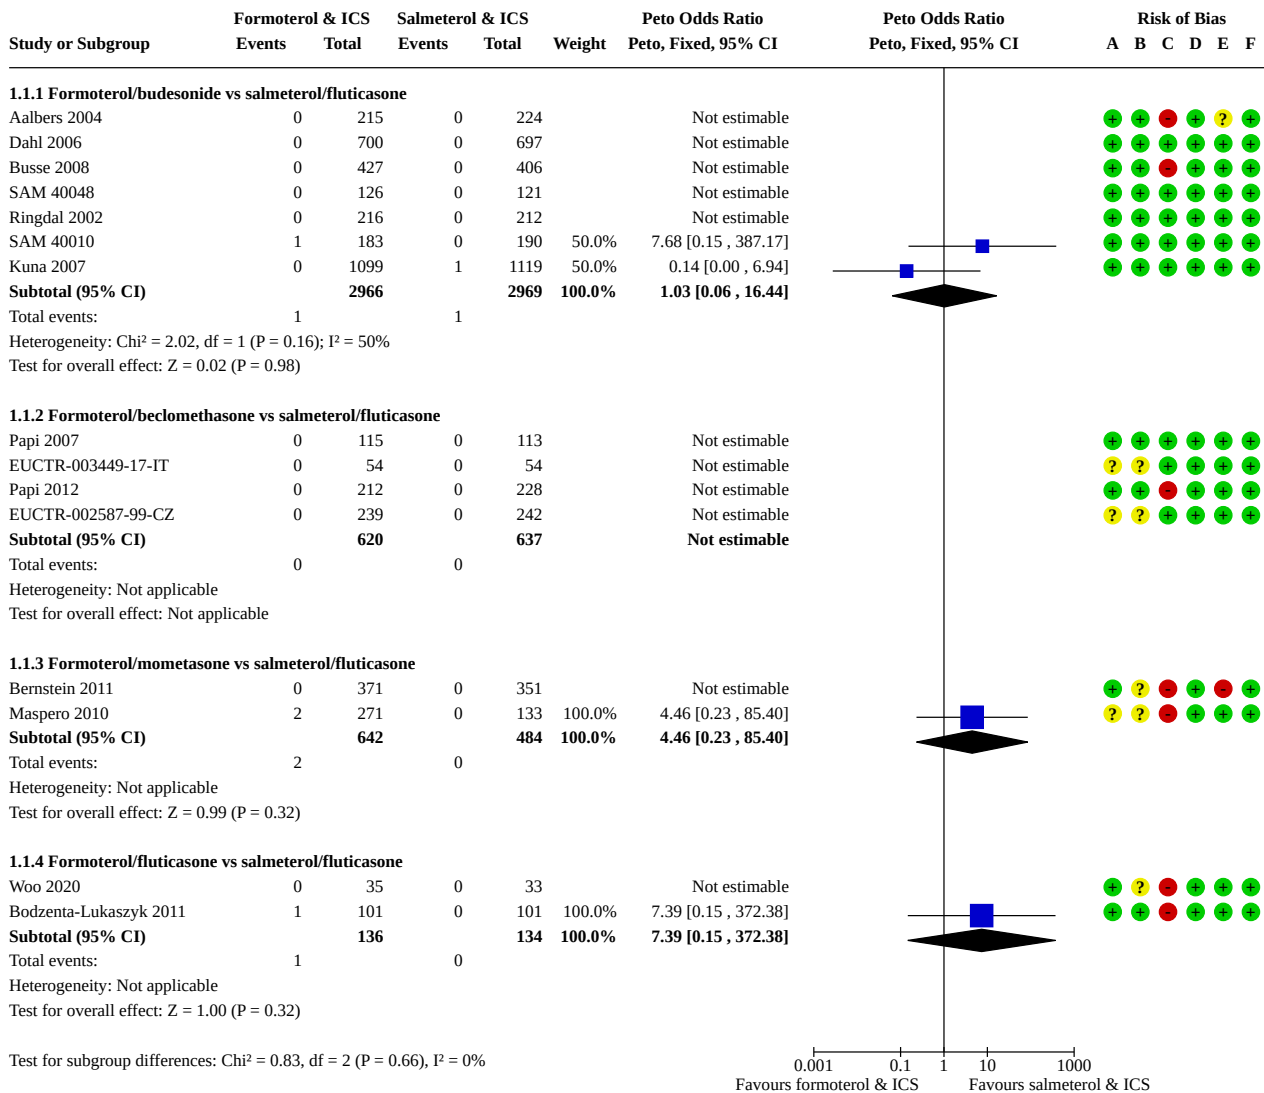 Formoterol & ICS Salmeterol & ICS Peto Odds Ratio Peto Odds Ratio Risk of Bias
Study or Subgroup Events Total Events Total Weight Peto, Fixed, 95% CI Peto, Fixed, 95% CI A B C D E F
1.1.1 Formoterol/budesonide vs salmeterol/fluticasone
Aalbers 2004 0 215 0 224 Not estimable + + - + ? +
Dahl 2006 0 700 0 697 Not estimable + + + + + +
Busse 2008 0 427 0 406 Not estimable + + - + + +
SAM 40048 0 126 0 121 Not estimable + + + + + +
Ringdal 2002 0 216 0 212 Not estimable + + + + + +
SAM 40010 1 183 0 190 50.0% 7.68 [0.15 , 387.17] + + + + + +
Kuna 2007 0 1099 1 1119 50.0% 0.14 [0.00 , 6.94] + + + + + +
Subtotal (95% CI) 2966 2969 100.0% 1.03 [0.06 , 16.44]
Total events: 1 1
Heterogeneity: Chi² = 2.02, df = 1 (P = 0.16); I² = 50%
Test for overall effect: Z = 0.02 (P = 0.98)
1.1.2 Formoterol/beclomethasone vs salmeterol/fluticasone
Papi 2007 0 115 0 113 Not estimable + + + + + +
EUCTR-003449-17-IT 0 54 0 54 Not estimable ? ? + + + +
Papi 2012 0 212 0 228 Not estimable + + - + + +
EUCTR-002587-99-CZ 0 239 0 242 Not estimable ? ? + + + +
Subtotal (95% CI) 620 637 Not estimable
Total events: 0 0
Heterogeneity: Not applicable
Test for overall effect: Not applicable
1.1.3 Formoterol/mometasone vs salmeterol/fluticasone
Bernstein 2011 0 371 0 351 Not estimable + ? - + - +
Maspero 2010 2 271 0 133 100.0% 4.46 [0.23 , 85.40] ? ? - + + +
Subtotal (95% CI) 642 484 100.0% 4.46 [0.23 , 85.40]
Total events: 2 0
Heterogeneity: Not applicable
Test for overall effect: Z = 0.99 (P = 0.32)
1.1.4 Formoterol/fluticasone vs salmeterol/fluticasone
Woo 2020 0 35 0 33 Not estimable + ? - + + +
Bodzenta-Lukaszyk 2011 1 101 0 101 100.0% 7.39 [0.15 , 372.38] + + - + + +
Subtotal (95% CI) 136 134 100.0% 7.39 [0.15 , 372.38]
Total events: 1 0
Heterogeneity: Not applicable
Test for overall effect: Z = 1.00 (P = 0.32)
Test for subgroup differences: Chi² = 0.83, df = 2 (P = 0.66), I² = 0%
0.001 0.1 1 10 1000
Favours formoterol & ICS Favours salmeterol & ICS